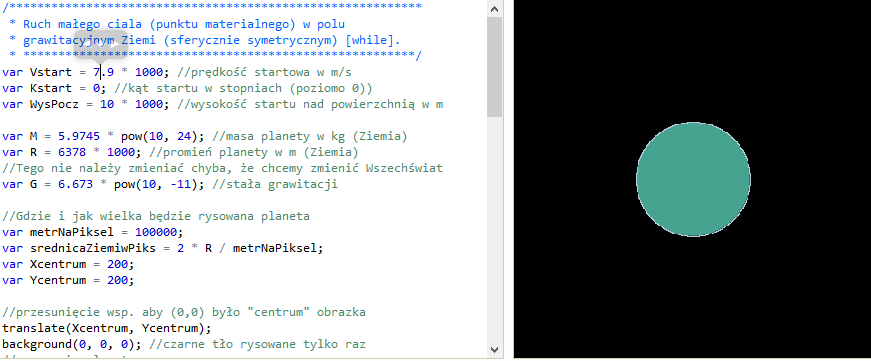 /**********************************************************
 * Ruch małego ciala (punktu materialnego) w polu
 * grawitacyjnym Ziemi (sferycznie symetrycznym) [while].
 * *******************************************************/
var Vstart = 7.9 * 1000; //prędkość startowa w m/s
var Kstart = 0; //kąt startu w stopniach (poziomo 0))
var WysPocz = 10 * 1000; //wysokość startu nad powierzchnią w m
var M = 5.9745 * pow(10, 24); //masa planety w kg (Ziemia)
var R = 6378 * 1000; //promień planety w m (Ziemia)
//Tego nie należy zmieniać chyba, że chcemy zmienić Wszechświat
var G = 6.673 * pow(10, -11); //stała grawitacji
//Gdzie i jak wielka będzie rysowana planeta
var metrNaPiksel = 100000;
var srednicaZiemiwPiks = 2 * R / metrNaPiksel;
var Xcentrum = 200;
var Ycentrum = 200;
//przesunięcie wsp. aby (0,0) było "centrum" obrazka
translate(Xcentrum, Ycentrum);
background(0, 0, 0); //czarne tło rysowane tylko raz